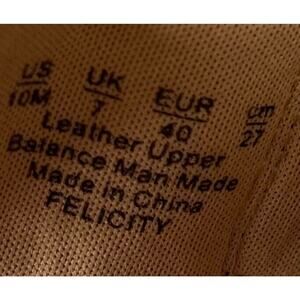 US UK EUR cm
10M 7 40 27
Leather Upper
Balance Man Made
Made in China
FELICITY